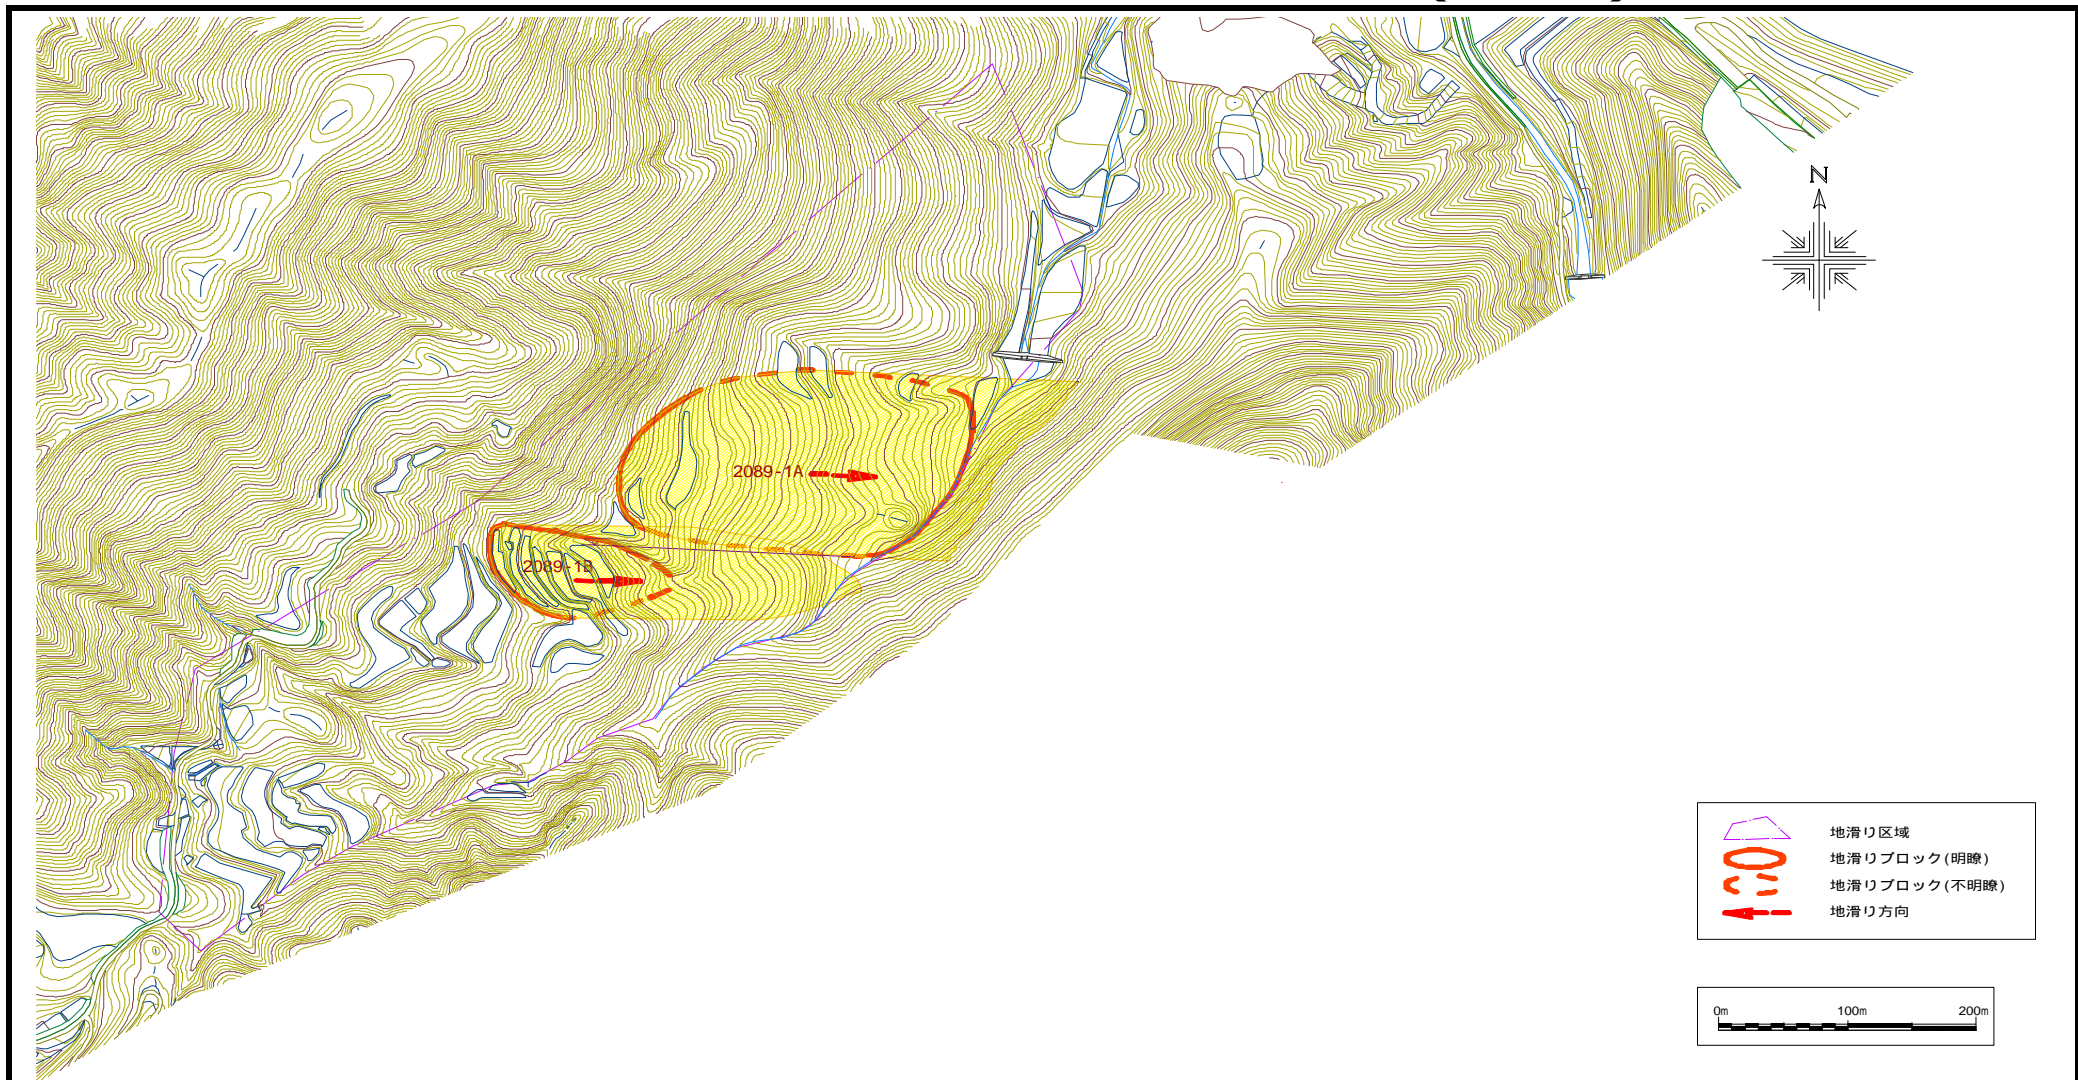 N
2089-1A
2089-1B
地滑り区域
地滑りブロック(明瞭)
地滑りブロック(不明瞭)
地滑り方向
0m 100m 200m